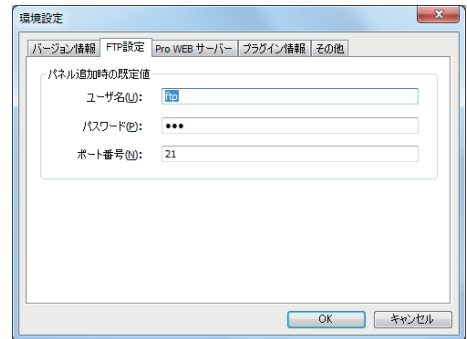 環境設定
バージョン情報 FTP設定 Pro WEB サーバー プラグイン情報 その他
パネル追加時の既定値
ユーザ名(U): ftp
パスワード(P): ●●●
ポート番号(N): 21
OK キャンセル